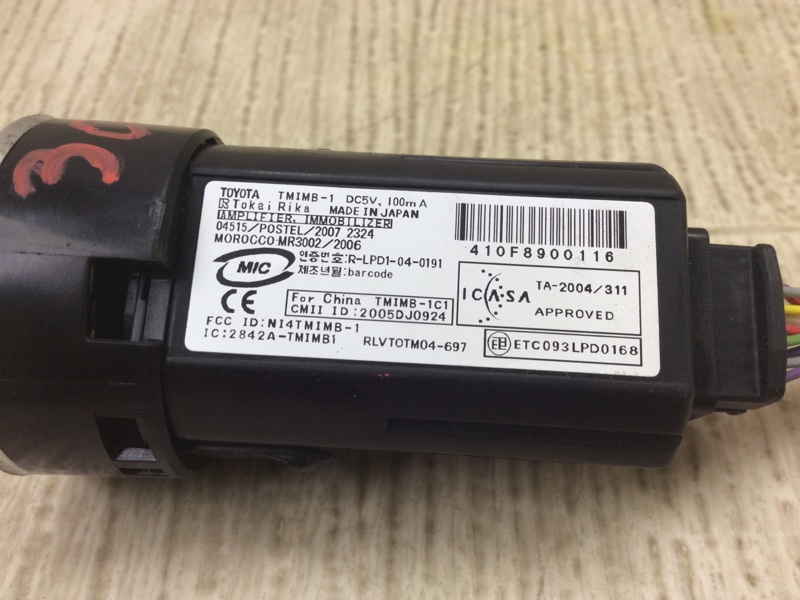 TOYOTA TMIMB-1 DC5V, 100mA
Tokai Rika MADE IN JAPAN
AMPLIFIER, IMMOBILIZER
04515/POSTEL/2007 2324
MOROCCO:MR3002/2006
MIC
인증번호:R-LPD1-04-0191
제조년월:barcode
CE
For China TMIMB-1C1
CMII ID:2005DJ0924
FCC ID:NI4TMIMB-1
IC:2842A-TMIMB1
RLVTOTM04-697
410F8900116
ICASA
TA-2004/311
APPROVED
ETC093LPD0168